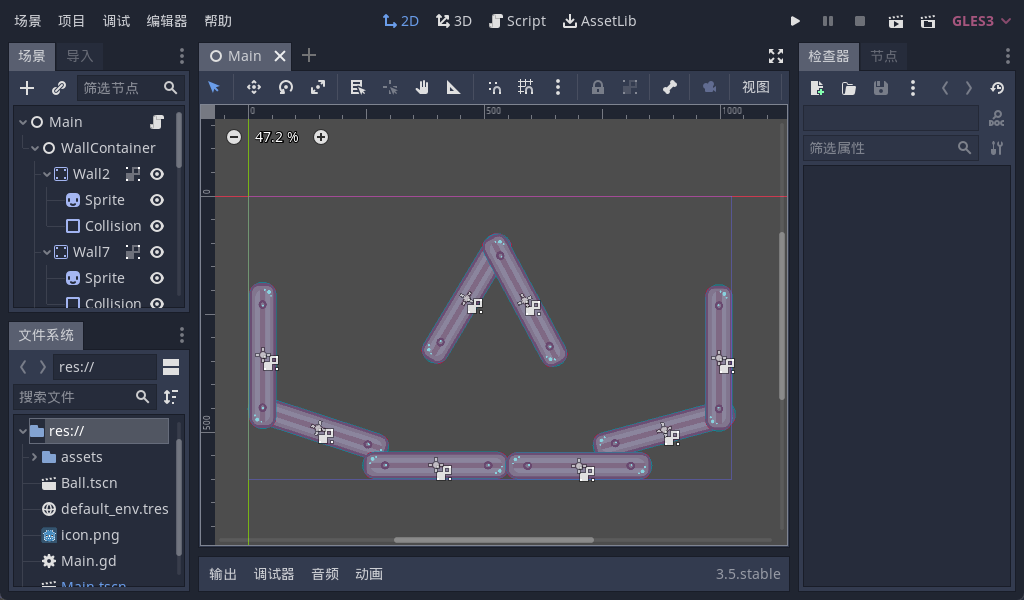 场景 项目 调试 编辑器 帮助 2D 3D Script AssetLib GLES3
场景 导入 Main 检查器 节点
筛选节点 视图
0 500 1000
Main
47.2 %
WallContainer
筛选属性
Wall2
0
Sprite
Collision
Wall7
Sprite
Collision
文件系统
res://
搜索文件
500
res://
assets
Ball.tscn
default_env.tres
icon.png
Main.gd
Main.tscn
输出 调试器 音频 动画 3.5.stable